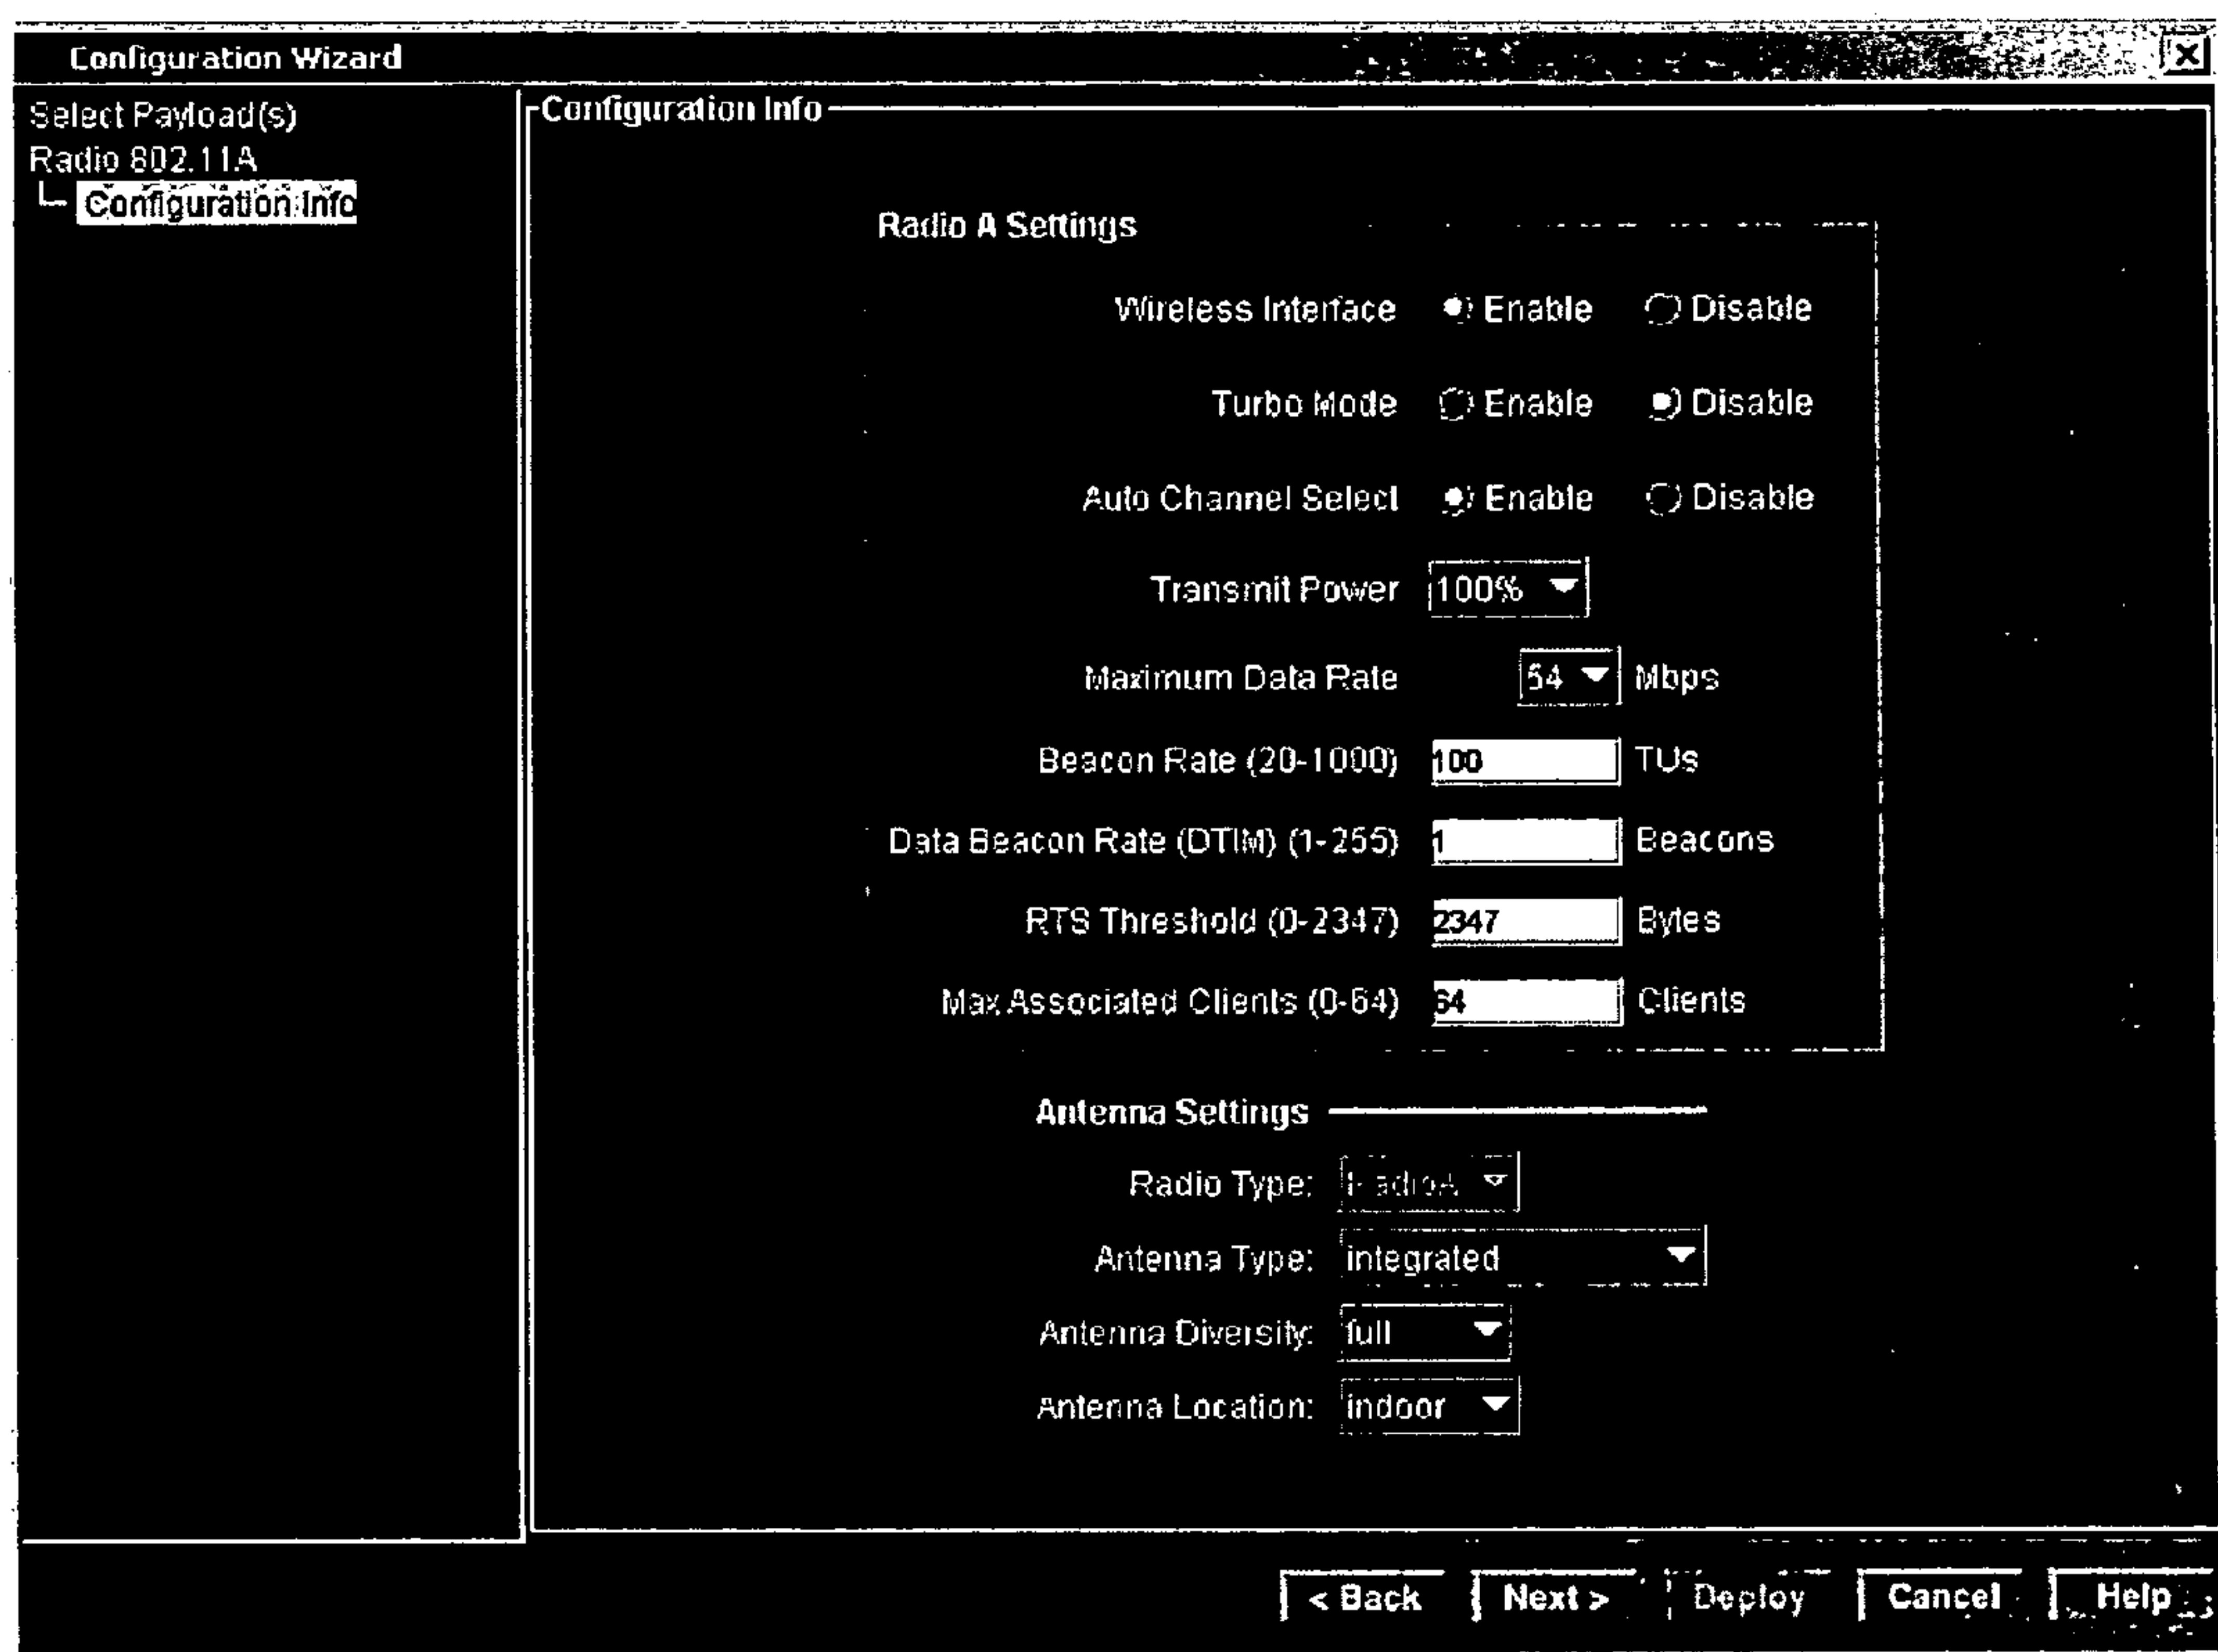 Configuration Wizard
Select Payload(s)
Radio 802.11A
Configuration Info
Configuration Info
Radio A Settings
Wireless Interface Enable Disable
Turbo Mode Enable Disable
Auto Channel Select Enable Disable
Transmit Power 100%
Maximum Data Rate 54 Mbps
Beacon Rate (20-1000) 100 TUs
Data Beacon Rate (DTIM) (1-255) 1 Beacons
RTS Threshold (0-2347) 2347 Bytes
Max Associated Clients (0-64) 64 Clients
Antenna Settings
Radio Type: RadioA
Antenna Type: integrated
Antenna Diversity: full
Antenna Location: indoor
< Back Next > Deploy Cancel Help